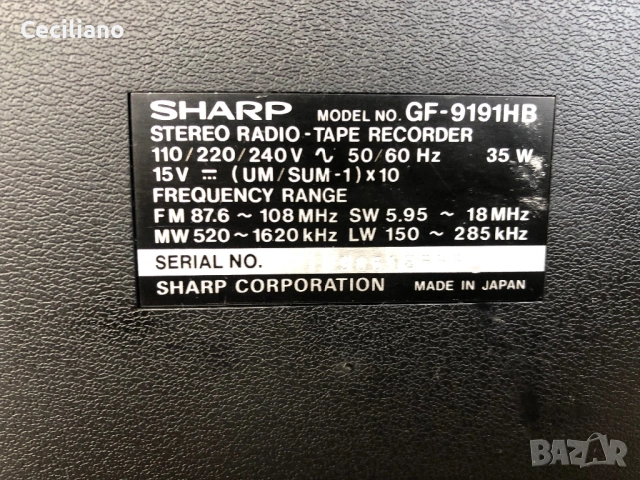 Ceciliano
SHARP MODEL NO. GF-9191HB
STEREO RADIO-TAPE RECORDER
110/220/240V ∿ 50/60 Hz 35 W
15V ⎓ (UM/SUM-1)x10
FREQUENCY RANGE
FM 87.6 ~ 108 MHz SW 5.95 ~ 18 MHz
MW 520 ~ 1620 kHz LW 150 ~ 285 kHz
SERIAL NO.
SHARP CORPORATION MADE IN JAPAN
BAZAR